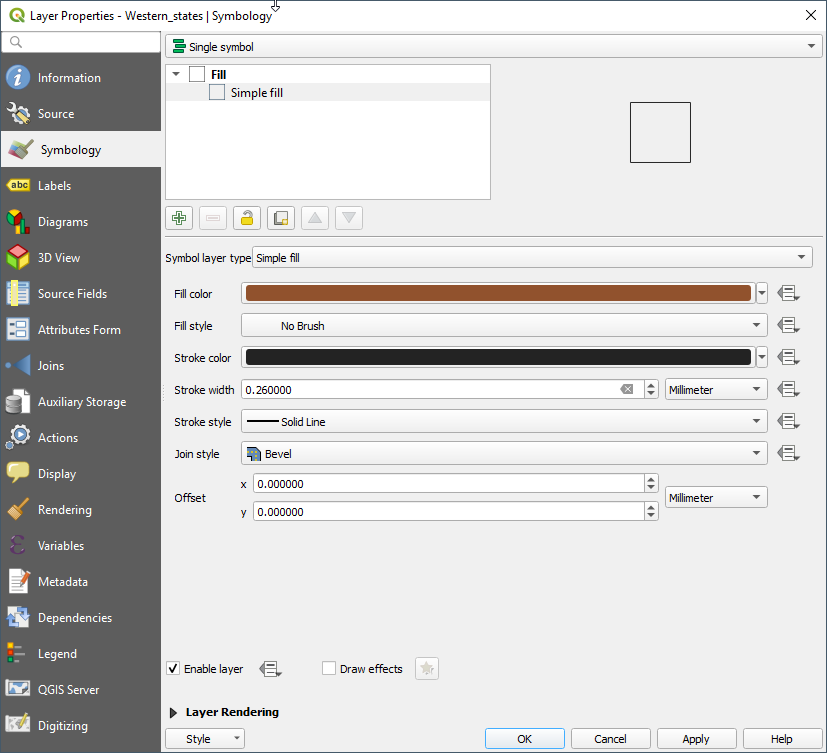 Layer Properties - Western_states | Symbology
Single symbol
Information
Source
Symbology
abc Labels
Diagrams
3D View
Source Fields
Attributes Form
Joins
Auxiliary Storage
Actions
Display
Rendering
Variables
Metadata
Dependencies
Legend
QGIS Server
Digitizing
Fill
Simple fill
Symbol layer type Simple fill
Fill color
Fill style No Brush
Stroke color
Stroke width 0.260000 Millimeter
Stroke style Solid Line
Join style Bevel
Offset x 0.000000 Millimeter
y 0.000000
Enable layer Draw effects
Layer Rendering
Style OK Cancel Apply Help